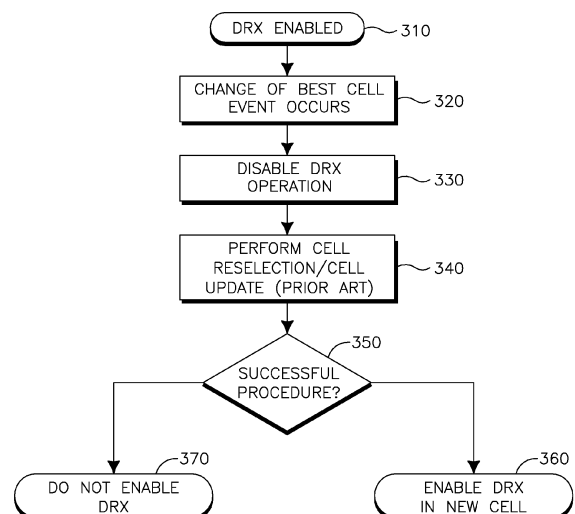 DRX ENABLED
310
CHANGE OF BEST CELL
EVENT OCCURS
320
DISABLE DRX
OPERATION
330
PERFORM CELL
RESELECTION/CELL
UPDATE (PRIOR ART)
340
350
SUCCESSFUL
PROCEDURE?
370
DO NOT ENABLE
DRX
360
ENABLE DRX
IN NEW CELL